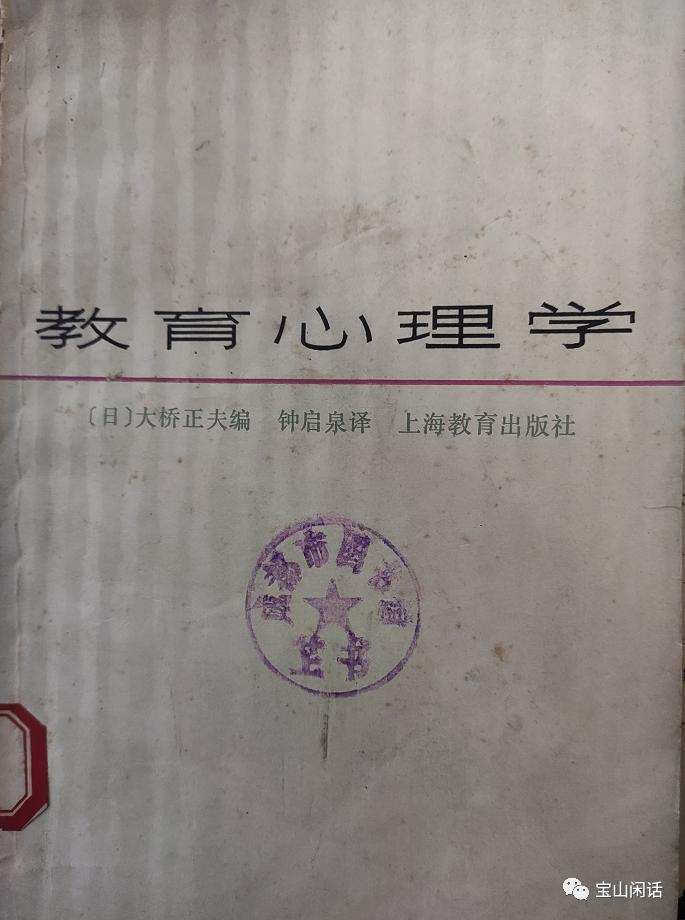 教育心理学
〔日〕大桥正夫编 钟启泉译 上海教育出版社
宝山闲话